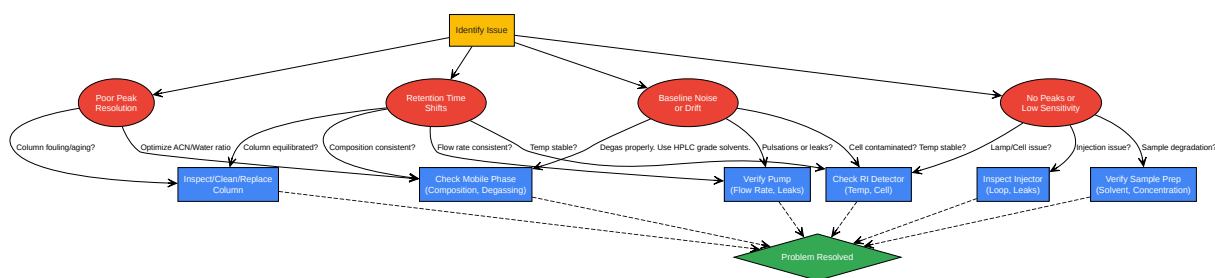 Identify Issue
Poor Peak
Resolution
Retention Time
Shifts
Baseline Noise
or Drift
No Peaks or
Low Sensitivity
Column fouling/aging?
Optimize ACN/Water ratio
Column equilibrated?
Composition consistent?
Flow rate consistent?
Temp stable?
Degas properly. Use HPLC grade solvents.
Pulsations or leaks?
Cell contaminated? Temp stable?
Lamp/Cell issue?
Injection issue?
Sample degradation?
Inspect/Clean/Replace
Column
Check Mobile Phase
(Composition, Degassing)
Verify Pump
(Flow Rate, Leaks)
Check RI Detector
(Temp, Cell)
Inspect Injector
(Loop, Leaks)
Verify Sample Prep
(Solvent, Concentration)
Problem Resolved